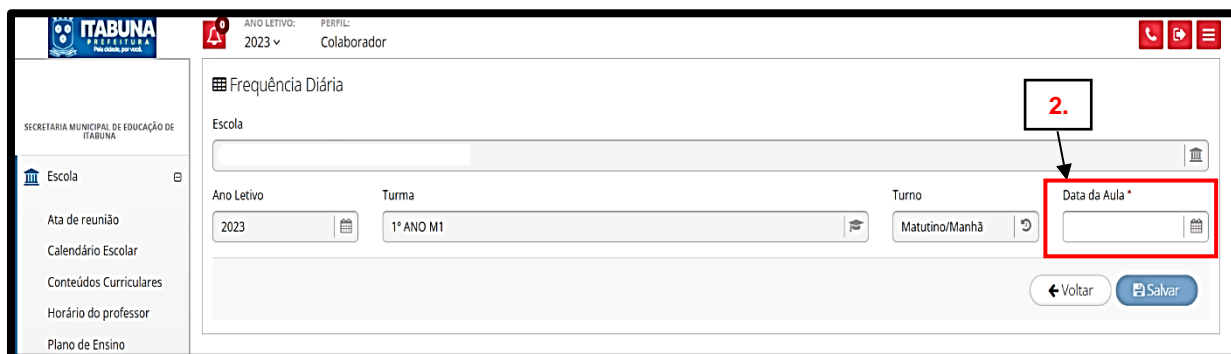 ITABUNA
PREFEITURA
Pela cidade, por você.
0
ANO LETIVO:
2023
PERFIL:
Colaborador
SECRETARIA MUNICIPAL DE EDUCAÇÃO DE
ITABUNA
Escola
Ata de reunião
Calendário Escolar
Conteúdos Curriculares
Horário do professor
Plano de Ensino
Frequência Diária
2.
Escola
Ano Letivo
2023
Turma
1º ANO M1
Turno
Matutino/Manhã
Data da Aula *
Voltar
Salvar